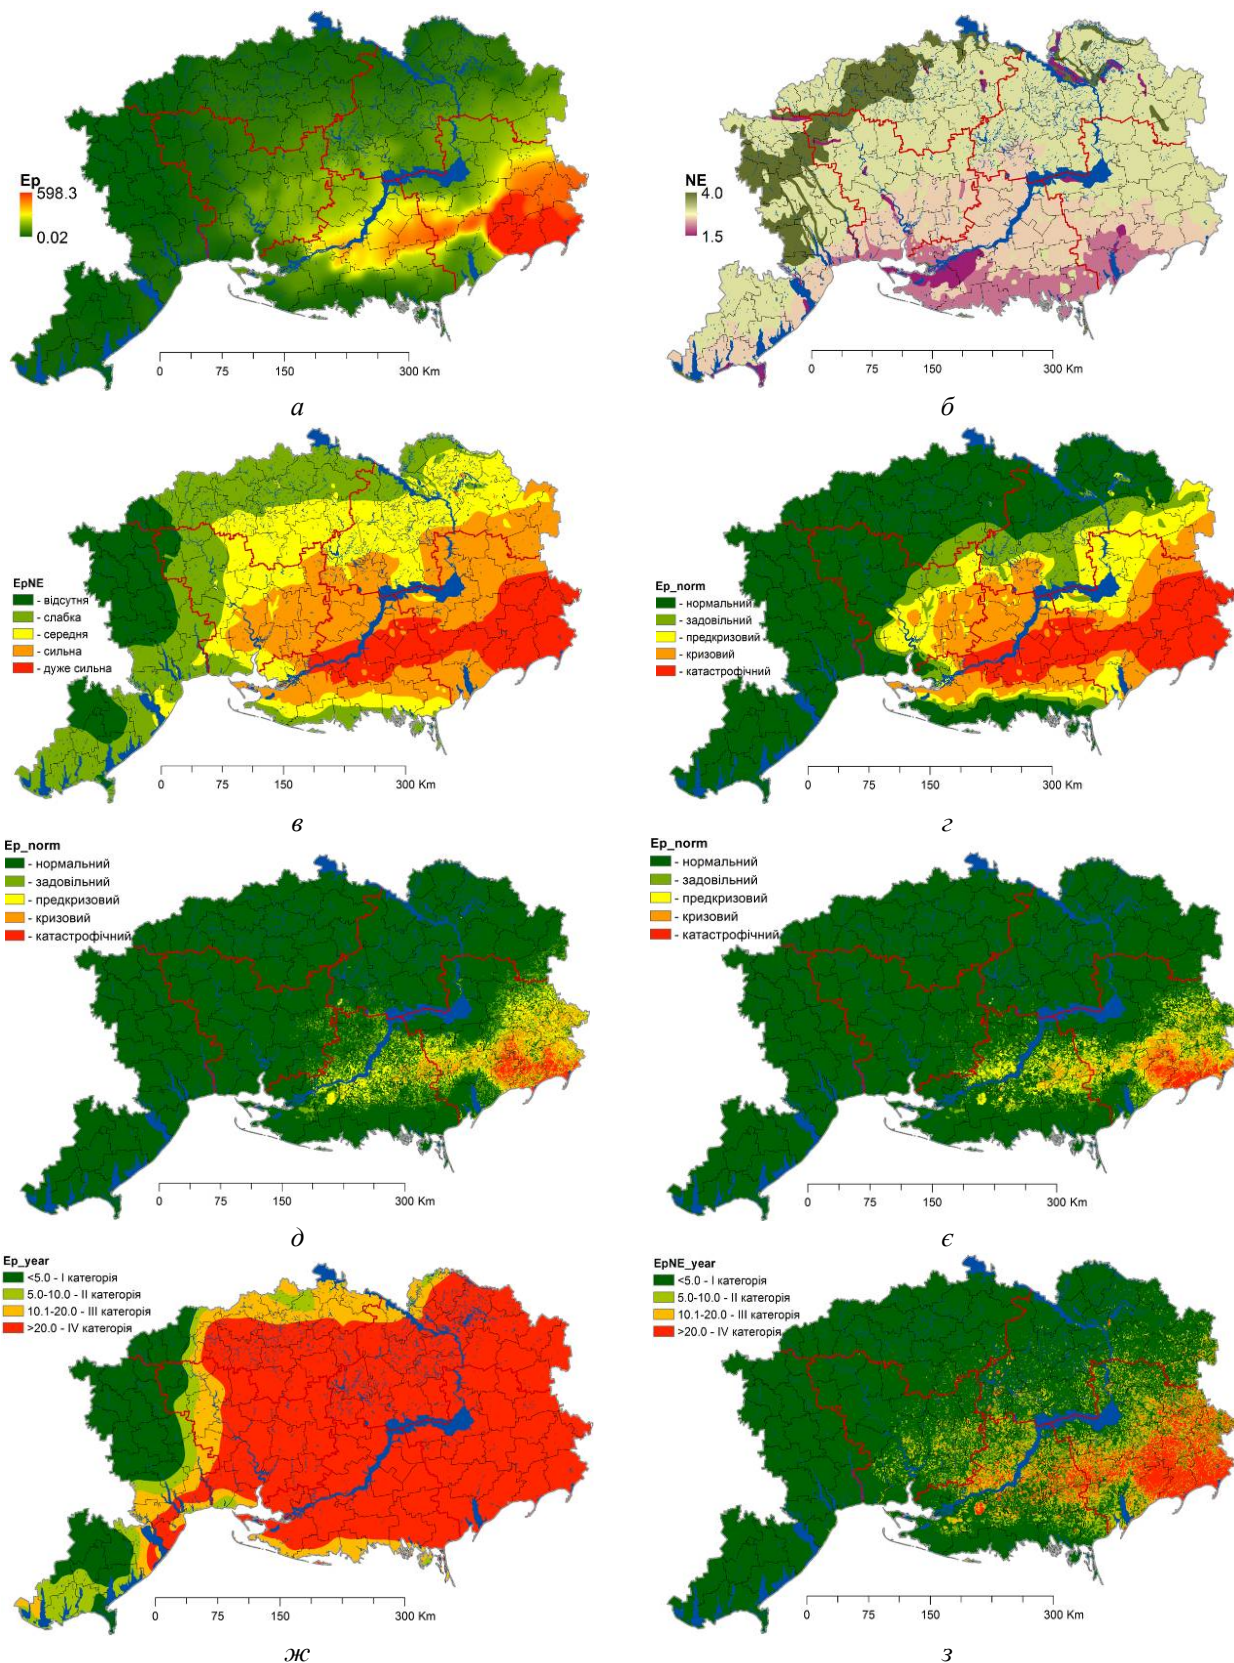 Ep
598.3
0.02
0 75 150 300 Km
а
NE
4.0
1.5
0 75 150 300 Km
б
EpNE
- відсутня
- слабка
- середня
- сильна
- дуже сильна
0 75 150 300 Km
в
Ep_norm
- нормальний
- задовільний
- предкризовий
- кризовий
- катастрофічний
0 75 150 300 Km
г
Ep_norm
- нормальний
- задовільний
- предкризовий
- кризовий
- катастрофічний
0 75 150 300 Km
д
Ep_norm
- нормальний
- задовільний
- предкризовий
- кризовий
- катастрофічний
0 75 150 300 Km
є
Ep_year
<5.0 - I категорія
5.0-10.0 - II категорія
10.1-20.0 - III категорія
>20.0 - IV категорія
0 75 150 300 Km
ж
EpNE_year
<5.0 - I категорія
5.0-10.0 - II категорія
10.1-20.0 - III категорія
>20.0 - IV категорія
0 75 150 300 Km
з